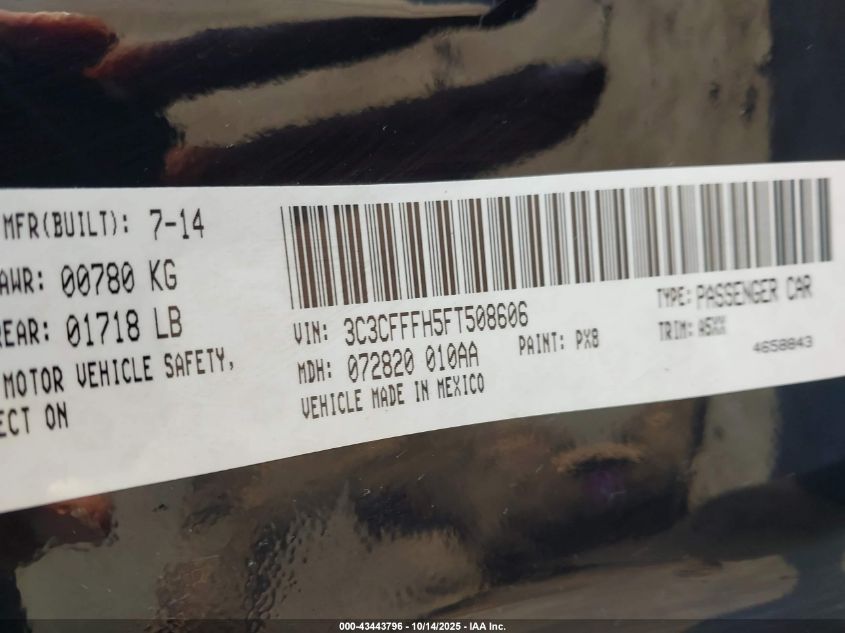 MFR(BUILT): 7-14
AWR: 00780 KG
REAR: 01718 LB
MOTOR VEHICLE SAFETY,
ECT ON
VIN: 3C3CFFFH5FT508606
MDH: 072820 010AA
VEHICLE MADE IN MEXICO
PAINT: PX8
TYPE: PASSENGER CAR
TRIM: A5XX
4658843
000-43443796 - 10/14/2025 - IAA Inc.